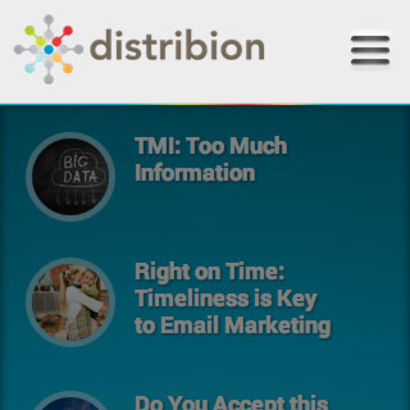 distribion
TMI: Too Much
Information
BIG
DATA
Right on Time:
Timeliness is Key
to Email Marketing
Do You Accept this